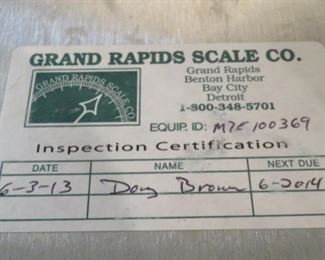 GRAND RAPIDS SCALE CO.
GRAND RAPIDS SCALE CO.
Grand Rapids
Benton Harbor
Bay City
Detroit
1-800-348-5701
EQUIP. ID: M7E100369
Inspection Certification
DATE NAME NEXT DUE
6-3-13 Doug Brown 6-2014